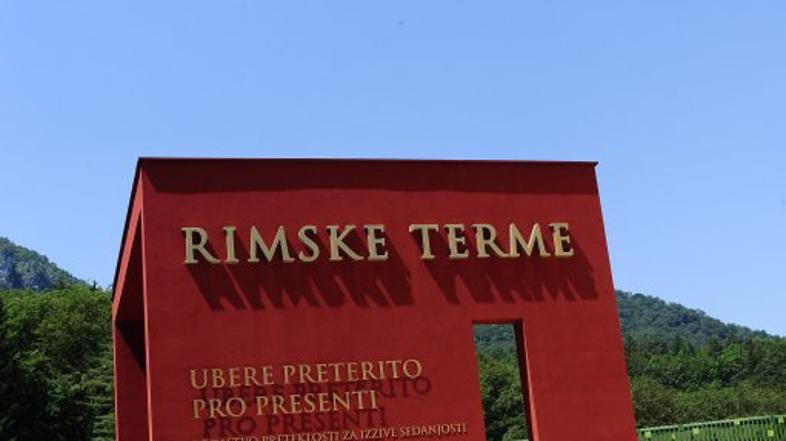 RIMSKE TERME
UBERE PRETERITO
PRO PRESENTI
PRETEKLOSTI ZA IZZIVE SEDANJOSTI